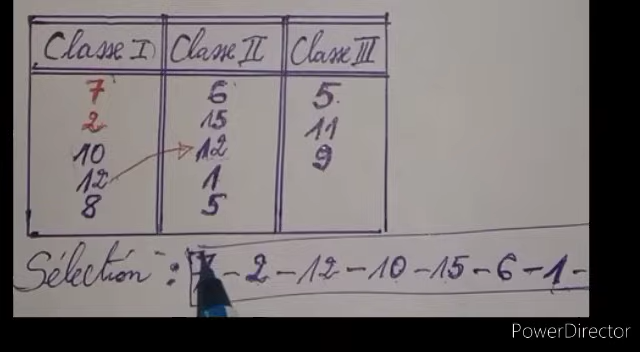 Classe I Classe II Classe III
7 6 5
2 15 11
10 12 9
12 1
8 5
Sélection : 7 - 2 - 12 - 10 - 15 - 6 - 1 -
PowerDirector